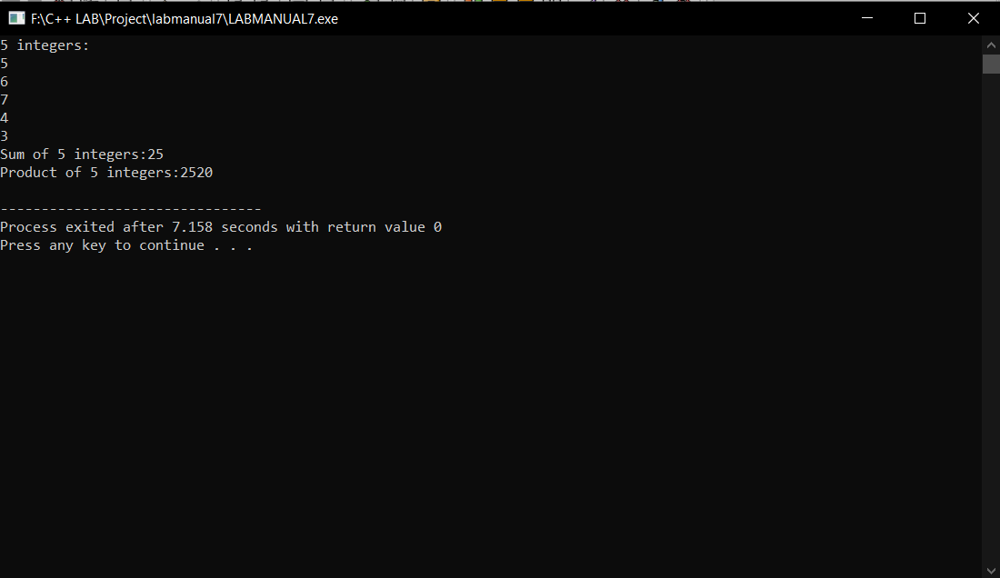 F:\C++ LAB\Project\labmanual7\LABMANUAL7.exe
5 integers:
5
6
7
4
3
Sum of 5 integers:25
Product of 5 integers:2520
--------------------------------
Process exited after 7.158 seconds with return value 0
Press any key to continue . . .